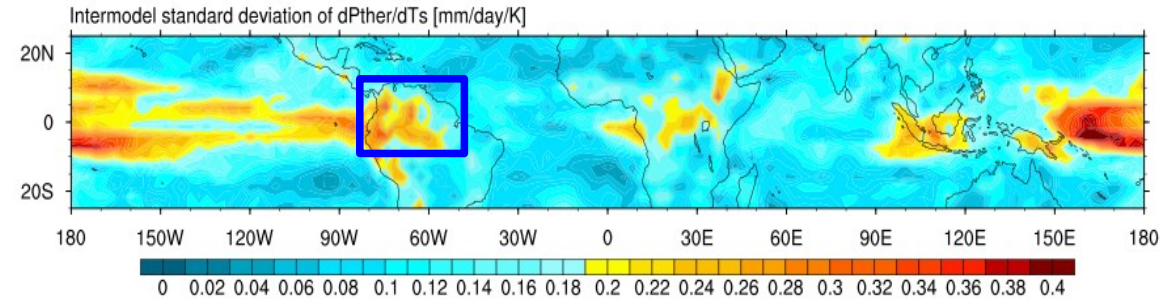 Intermodel standard deviation of dPther/dTs [mm/day/K]
20N
0
20S
180 150W 120W 90W 60W 30W 0 30E 60E 90E 120E 150E 180
0 0.02 0.04 0.06 0.08 0.1 0.12 0.14 0.16 0.18 0.2 0.22 0.24 0.26 0.28 0.3 0.32 0.34 0.36 0.38 0.4